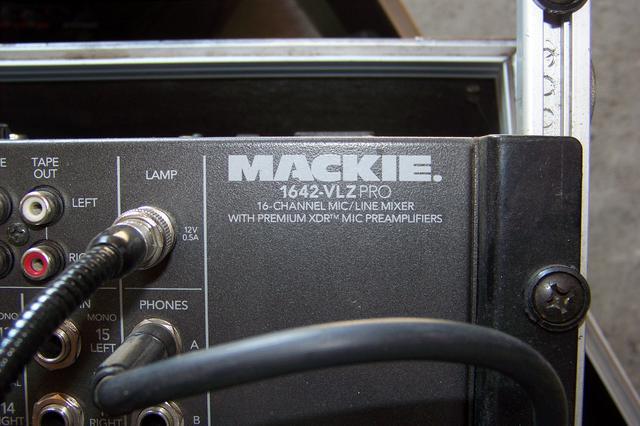 TAPE
OUT
LEFT
LAMP
12V
0.5A
MACKIE.
1642-VLZ PRO
16-CHANNEL MIC/LINE MIXER
WITH PREMIUM XDR™ MIC PREAMPLIFIERS
PHONES
MONO
15
LEFT
A
14
RIGHT
B